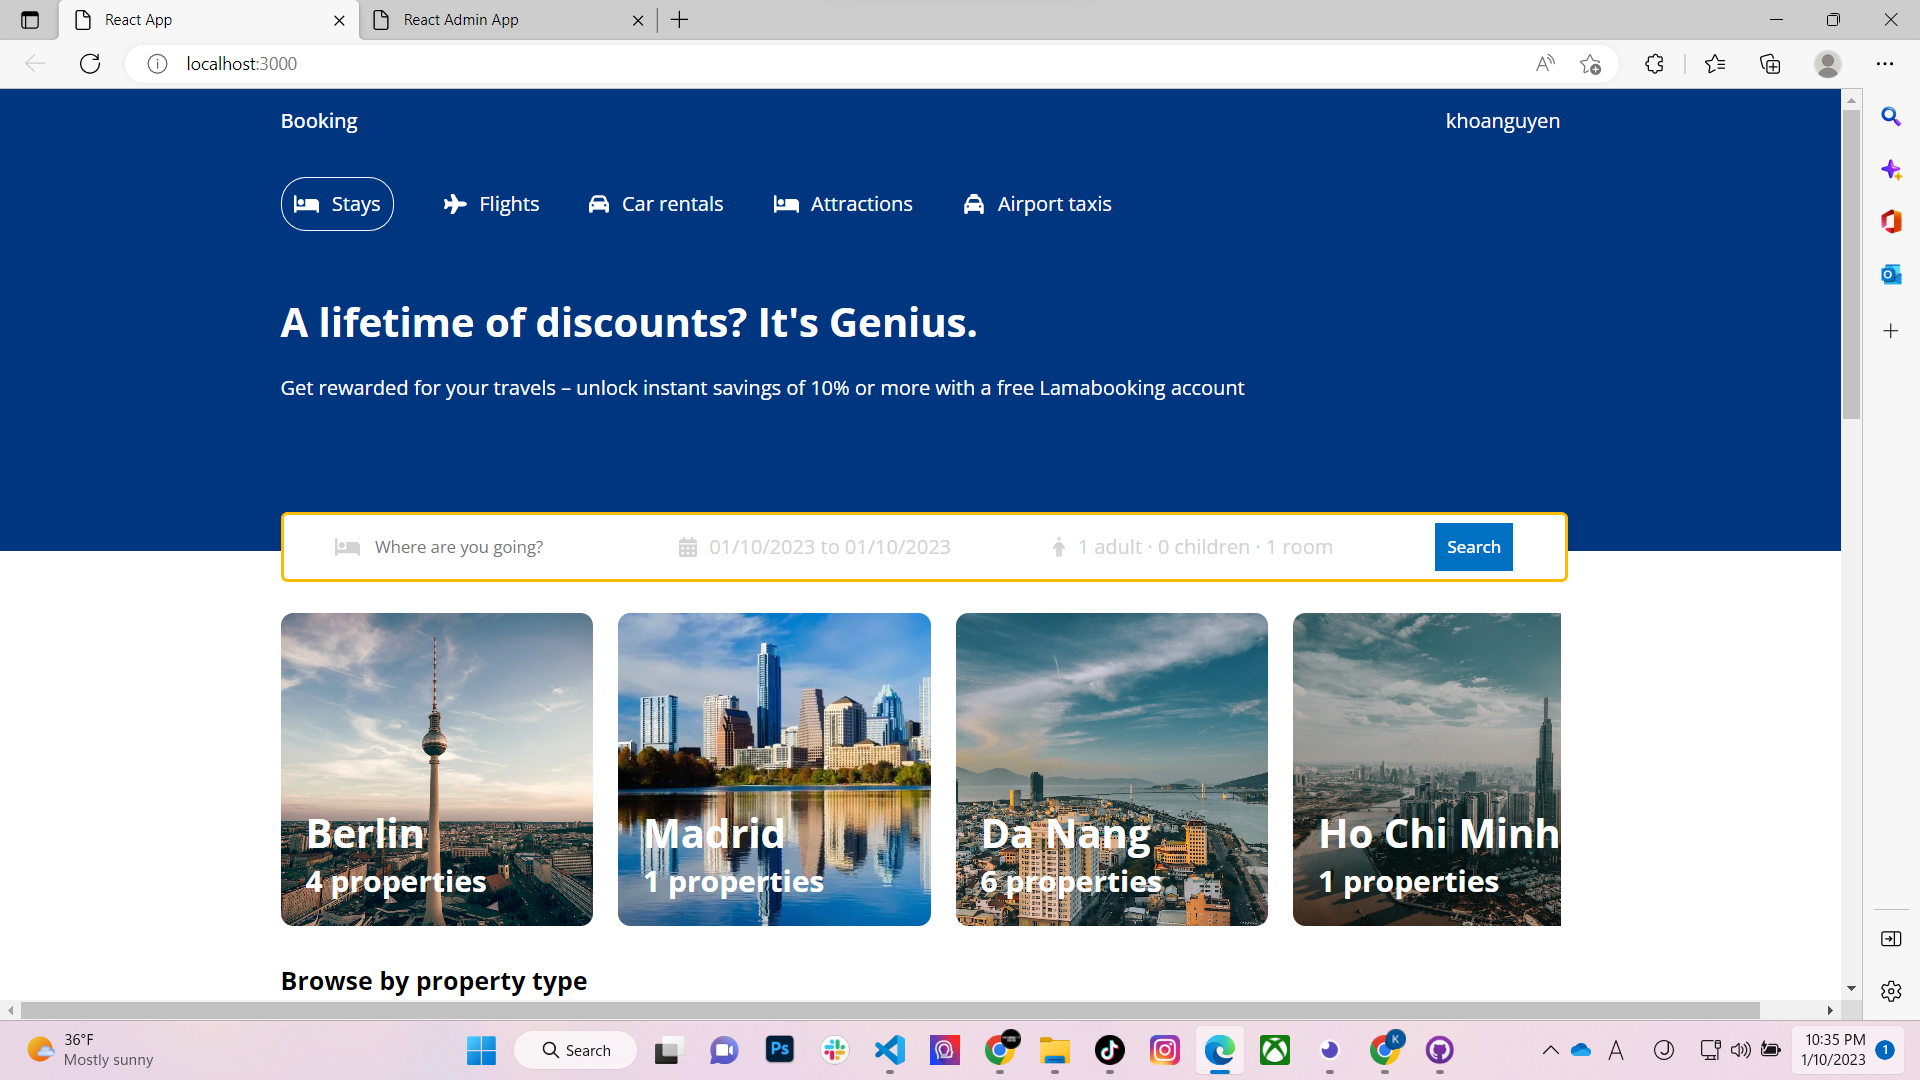 React App
React Admin App
localhost:3000
Booking
khoanguyen
Stays
Flights
Car rentals
Attractions
Airport taxis
A lifetime of discounts? It's Genius.
Get rewarded for your travels – unlock instant savings of 10% or more with a free Lamabooking account
Where are you going?
01/10/2023 to 01/10/2023
1 adult · 0 children · 1 room
Search
Berlin
4 properties
Madrid
1 properties
Da Nang
6 properties
Ho Chi Minh
1 properties
Browse by property type
36°F
Mostly sunny
Search
Ps
K
A
10:35 PM
1/10/2023
1